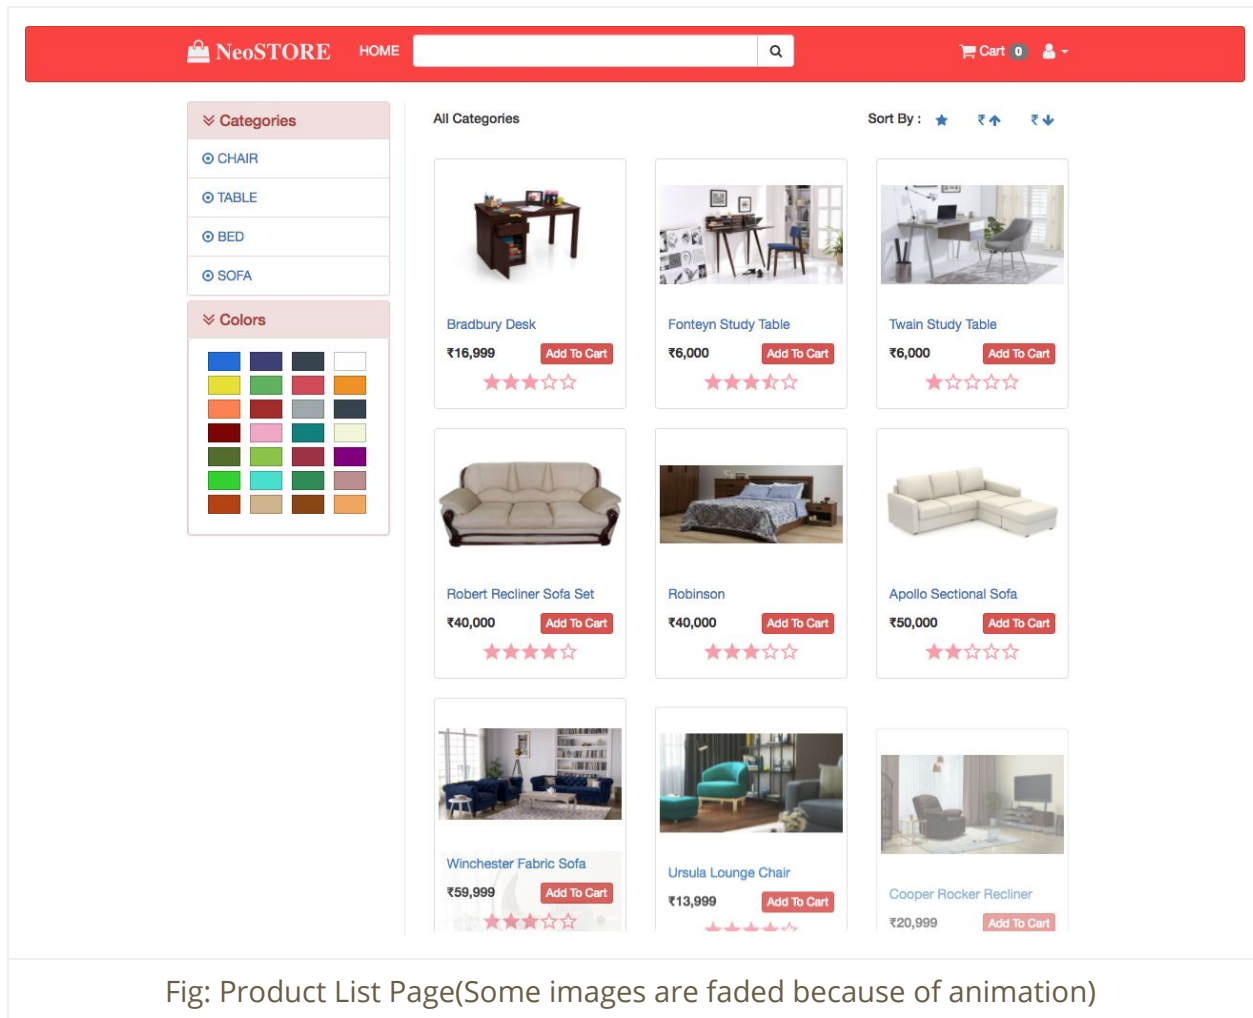 NeoSTORE HOME Cart 0
Categories
CHAIR
TABLE
BED
SOFA
Colors
All Categories Sort By : ₹ ₹
Bradbury Desk
₹16,999 Add To Cart
Fonteyn Study Table
₹6,000 Add To Cart
Twain Study Table
₹6,000 Add To Cart
Robert Recliner Sofa Set
₹40,000 Add To Cart
Robinson
₹40,000 Add To Cart
Apollo Sectional Sofa
₹50,000 Add To Cart
Winchester Fabric Sofa
₹59,999 Add To Cart
Ursula Lounge Chair
₹13,999 Add To Cart
Cooper Rocker Recliner
₹20,999 Add To Cart
Fig: Product List Page(Some images are faded because of animation)